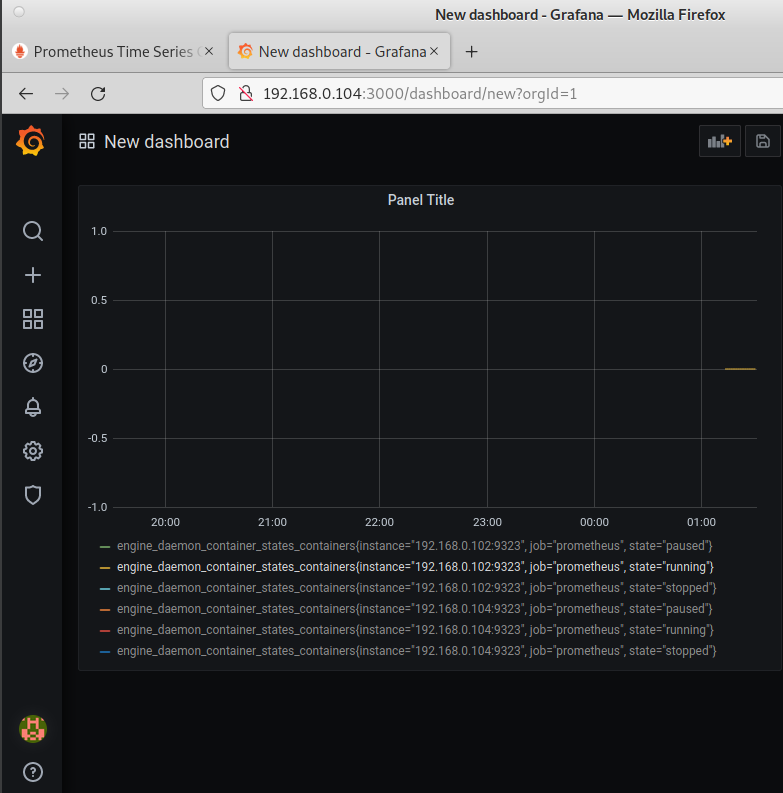 New dashboard - Grafana — Mozilla Firefox
Prometheus Time Series
New dashboard - Grafana
192.168.0.104:3000/dashboard/new?orgId=1
New dashboard
Panel Title
1.0
0.5
0
-0.5
-1.0
20:00 21:00 22:00 23:00 00:00 01:00
engine_daemon_container_states_containers{instance="192.168.0.102:9323", job="prometheus", state="paused"}
engine_daemon_container_states_containers{instance="192.168.0.102:9323", job="prometheus", state="running"}
engine_daemon_container_states_containers{instance="192.168.0.102:9323", job="prometheus", state="stopped"}
engine_daemon_container_states_containers{instance="192.168.0.104:9323", job="prometheus", state="paused"}
engine_daemon_container_states_containers{instance="192.168.0.104:9323", job="prometheus", state="running"}
engine_daemon_container_states_containers{instance="192.168.0.104:9323", job="prometheus", state="stopped"}